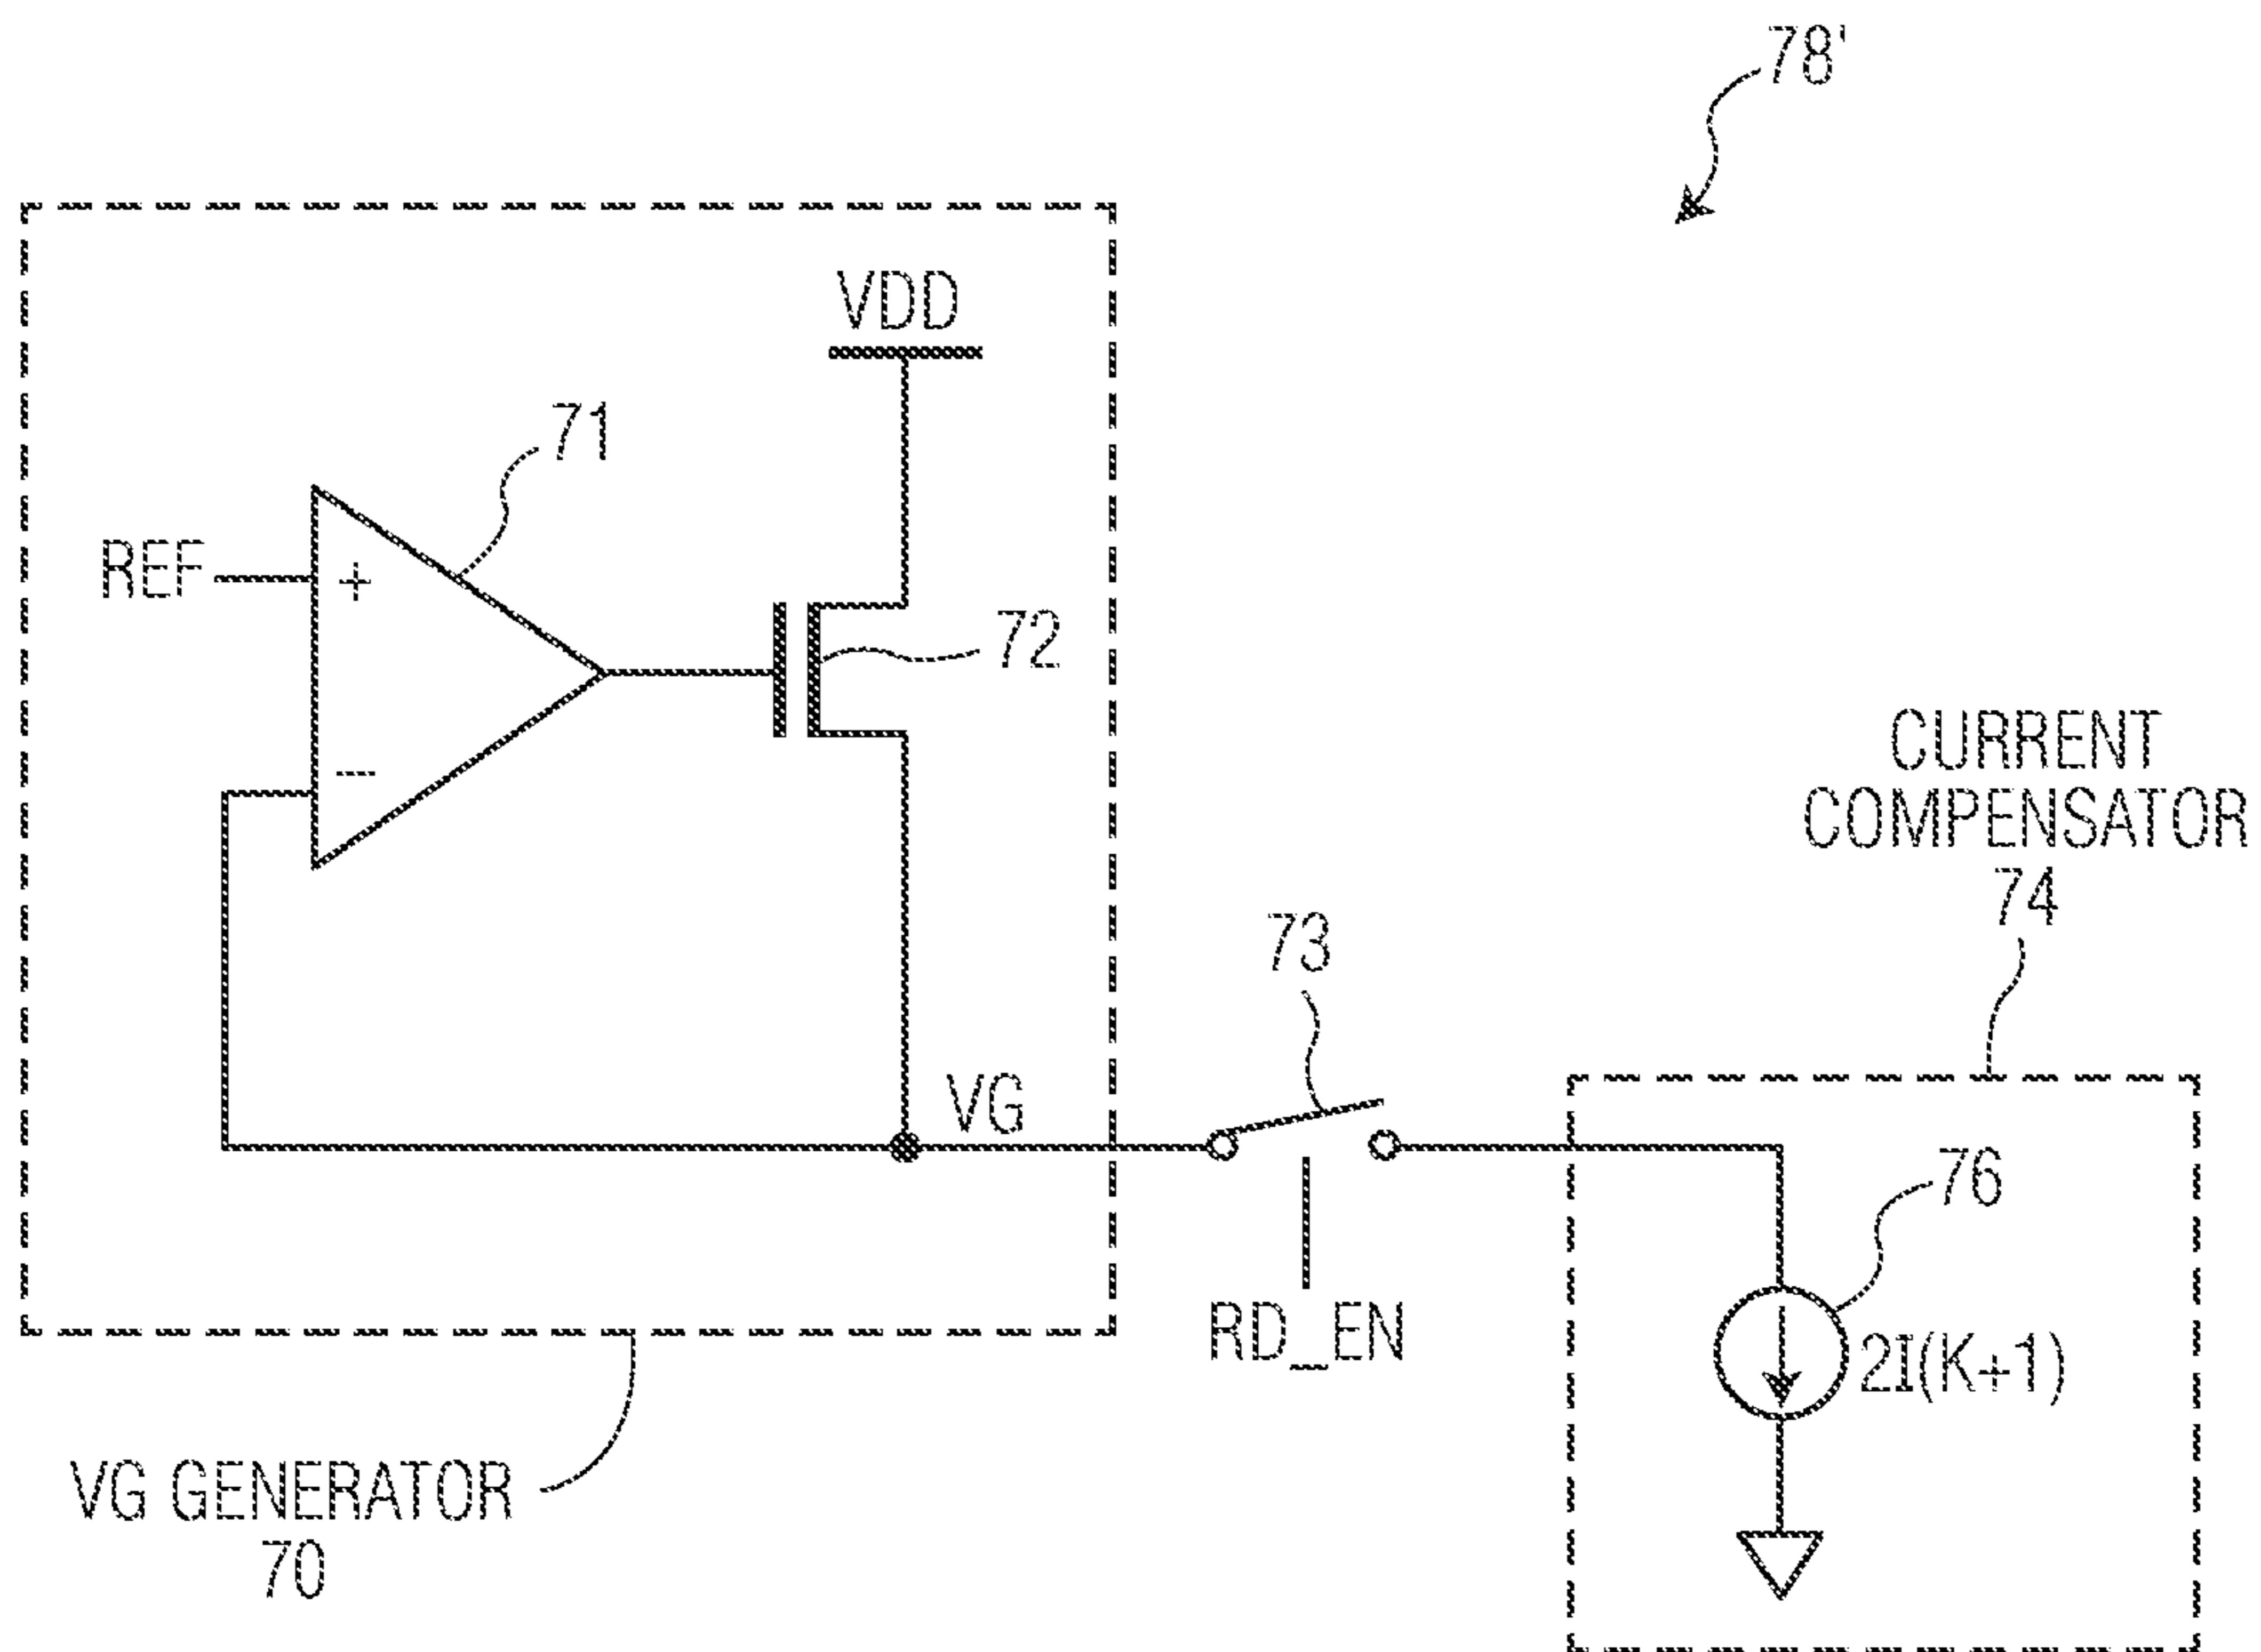 78'
VDD
71
REF
+
72
−
CURRENT
COMPENSATOR
74
73
VG
76
RD_EN
2I(K+1)
VG GENERATOR
70